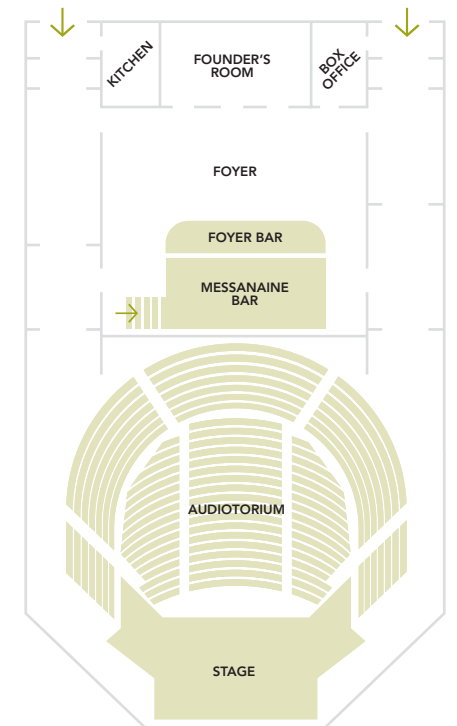 KITCHEN
FOUNDER'S
ROOM
BOX
OFFICE
FOYER
FOYER BAR
MESSANAINE
BAR
AUDIOTORIUM
STAGE